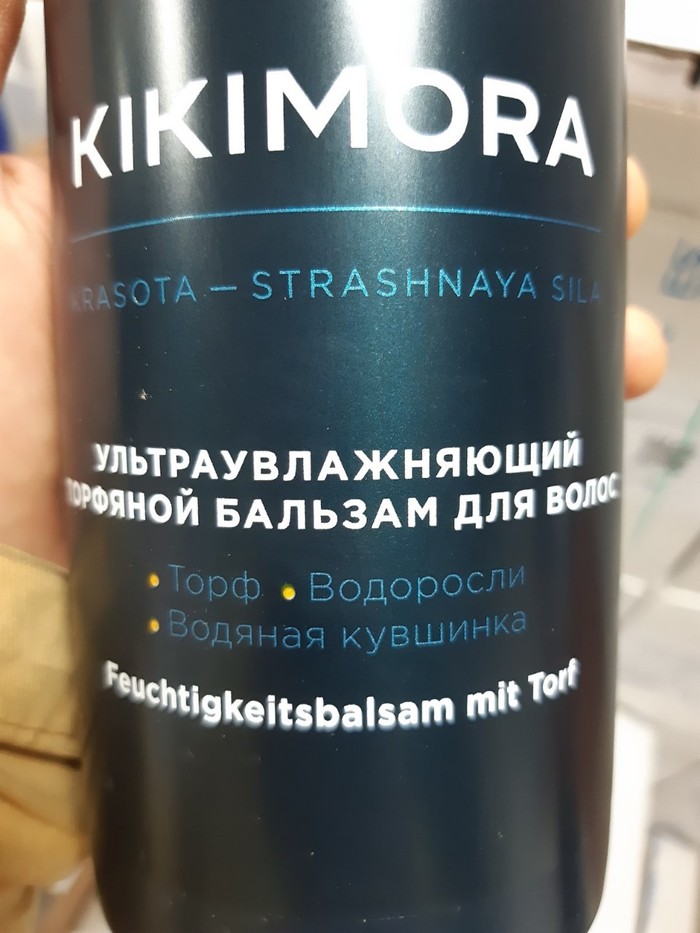 KIKIMORA
KRASOTA — STRASHNAYA SILA
УЛЬТРАУВЛАЖНЯЮЩИЙ
ТОРФЯНОЙ БАЛЬЗАМ ДЛЯ ВОЛОС
• Торф • Водоросли
• Водяная кувшинка
Feuchtigkeitsbalsam mit Torf